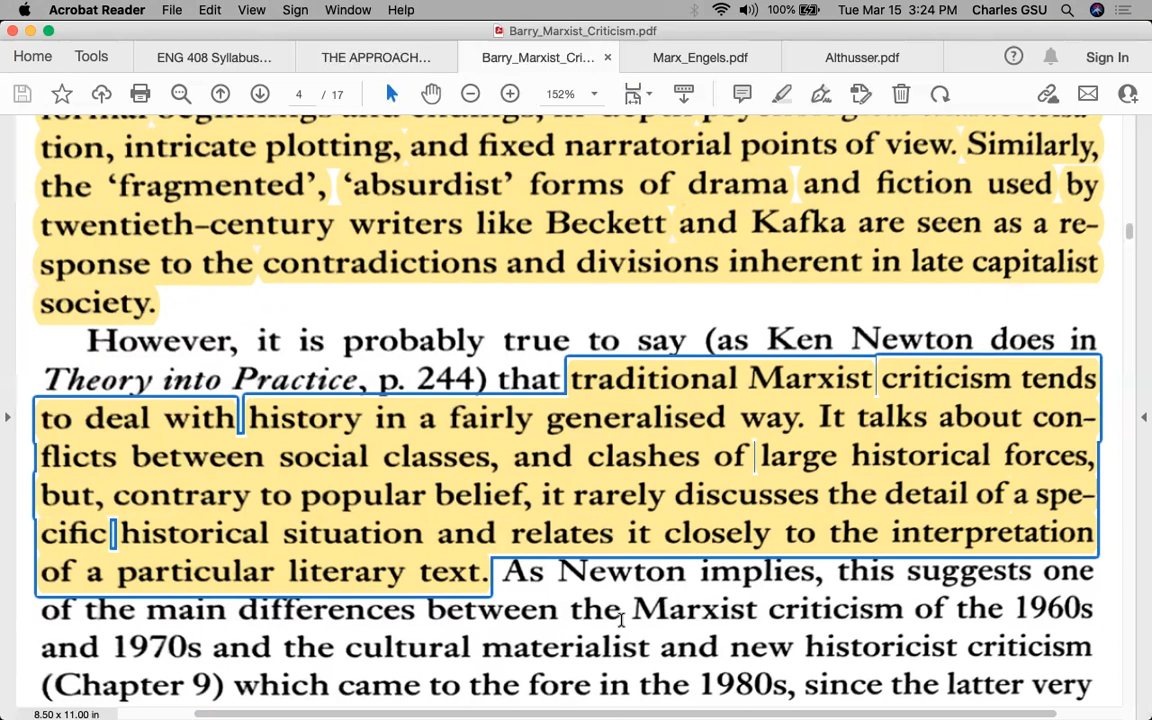 Acrobat Reader File Edit View Sign Window Help 100% Tue Mar 15 3:24 PM Charles GSU
Barry_Marxist_Criticism.pdf
Home Tools ENG 408 Syllabus... THE APPROACH... Barry_Marxist_Cri... × Marx_Engels.pdf Althusser.pdf Sign In
4 / 17 152%
tion, intricate plotting, and fixed narratorial points of view. Similarly,
the ‘fragmented’, ‘absurdist’ forms of drama and fiction used by
twentieth-century writers like Beckett and Kafka are seen as a re-
sponse to the contradictions and divisions inherent in late capitalist
society.
However, it is probably true to say (as Ken Newton does in
Theory into Practice, p. 244) that traditional Marxist criticism tends
to deal with history in a fairly generalised way. It talks about con-
flicts between social classes, and clashes of large historical forces,
but, contrary to popular belief, it rarely discusses the detail of a spe-
cific historical situation and relates it closely to the interpretation
of a particular literary text. As Newton implies, this suggests one
of the main differences between the Marxist criticism of the 1960s
and 1970s and the cultural materialist and new historicist criticism
(Chapter 9) which came to the fore in the 1980s, since the latter very
8.50 x 11.00 in